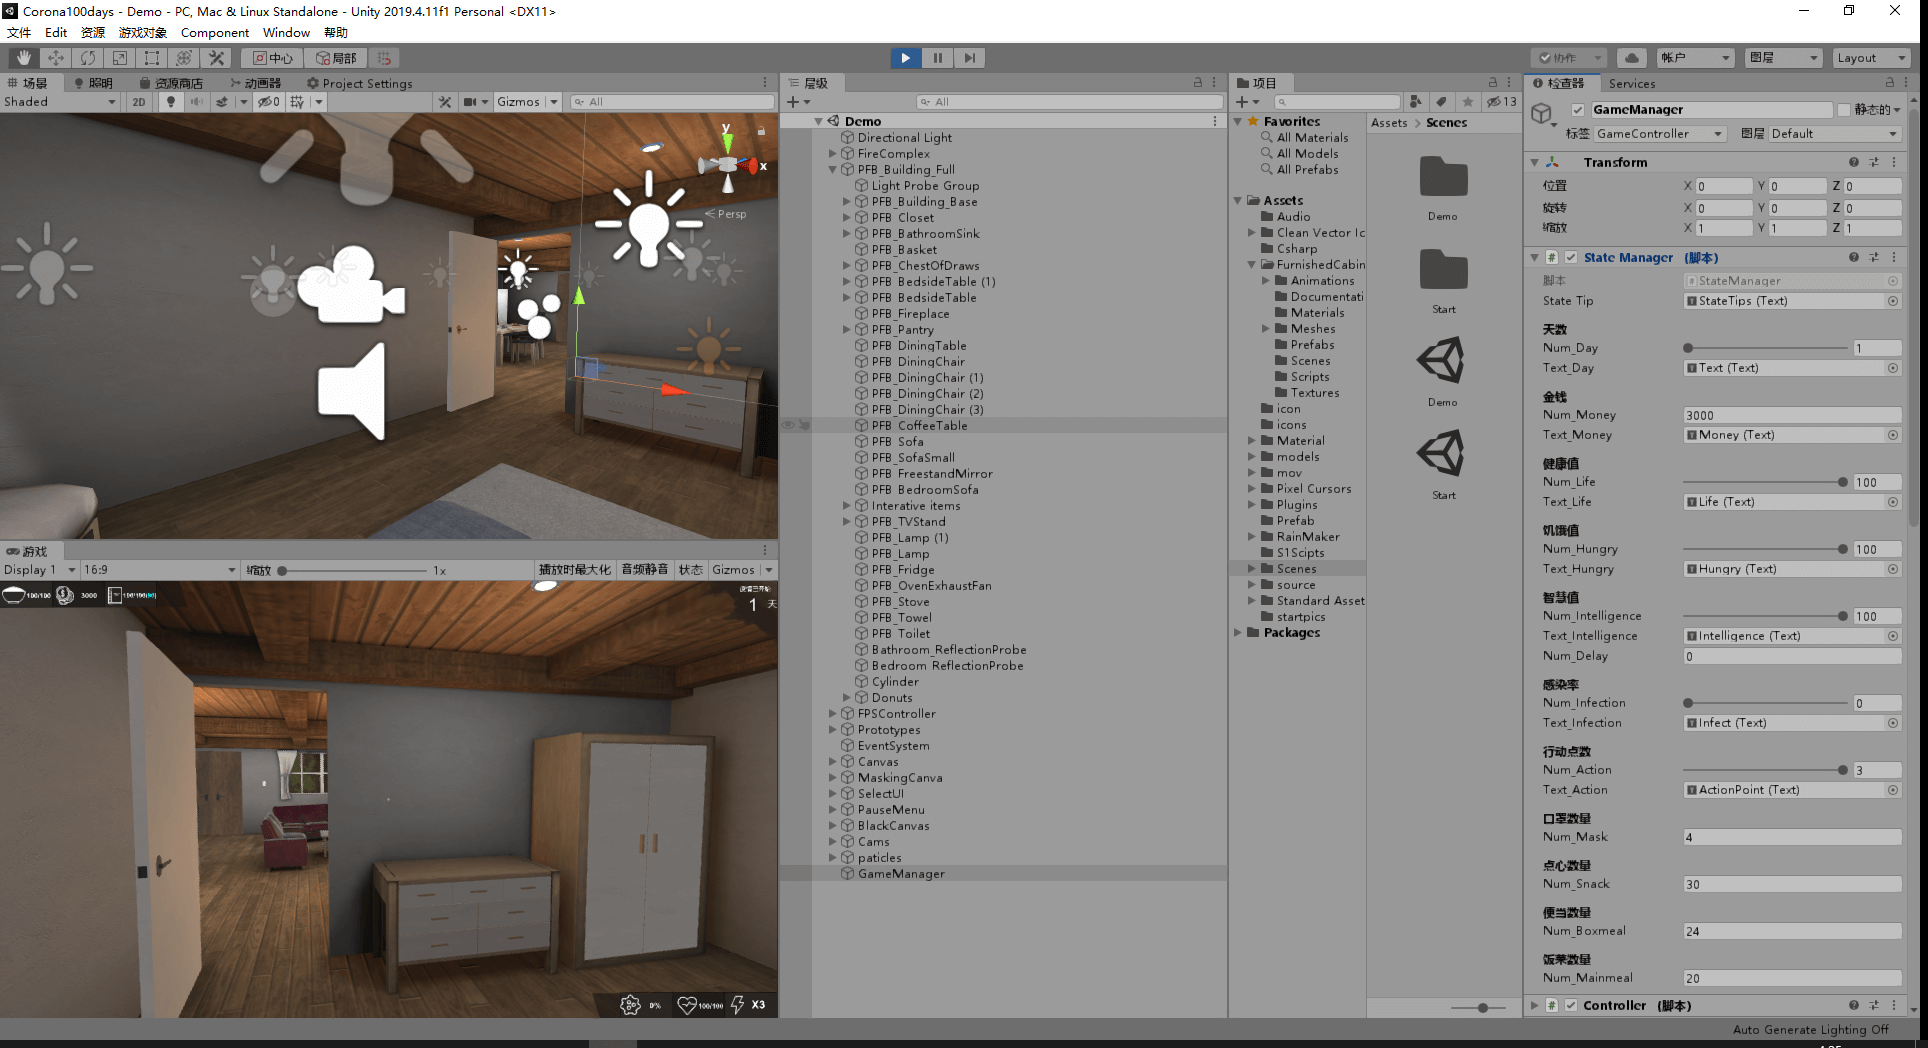 Corona100days - Demo - PC, Mac & Linux Standalone - Unity 2019.4.11f1 Personal <DX11>
文件 Edit 资源 游戏对象 Component Window 帮助
中心 局部 协作 帐户 图层 Layout
场景 照明 资源商店 动画器 Project Settings
Shaded 2D 0 Gizmos All
y
x
Persp
游戏
Display 1 16:9 缩放 1x 播放时最大化 音频静音 状态 Gizmos
100/100 3000
1 天
0% 100/100 X3
层级
All
Demo
Directional Light
FireComplex
PFB_Building_Full
Light Probe Group
PFB_Building_Base
PFB_Closet
PFB_BathroomSink
PFB_Basket
PFB_ChestOfDraws
PFB_BedsideTable (1)
PFB_BedsideTable
PFB_Fireplace
PFB_Pantry
PFB_DiningTable
PFB_DiningChair
PFB_DiningChair (1)
PFB_DiningChair (2)
PFB_DiningChair (3)
PFB_CoffeeTable
PFB_Sofa
PFB_SofaSmall
PFB_FreestandMirror
PFB_BedroomSofa
Interative items
PFB_TVStand
PFB_Lamp (1)
PFB_Lamp
PFB_Fridge
PFB_OvenExhaustFan
PFB_Stove
PFB_Towel
PFB_Toilet
Bathroom_ReflectionProbe
Bedroom_ReflectionProbe
Cylinder
Donuts
FPSController
Prototypes
EventSystem
Canvas
MaskingCanva
SelectUI
PauseMenu
BlackCanvas
Cams
paticles
GameManager
项目
13
Favorites
All Materials
All Models
All Prefabs
Assets
Audio
Clean Vector Ic
Csharp
FurnishedCabin
Animations
Documentati
Materials
Meshes
Prefabs
Scenes
Scripts
Textures
icon
icons
Material
models
mov
Pixel Cursors
Plugins
Prefab
RainMaker
S1Scipts
Scenes
source
Standard Asset
startpics
Packages
Assets > Scenes
Demo
Start
Demo
Start
检查器 Services
GameManager 静态的
标签 GameController 图层 Default
Transform
位置 X 0 Y 0 Z 0
旋转 X 0 Y 0 Z 0
缩放 X 1 Y 1 Z 1
# State Manager (脚本)
脚本 StateManager
State Tip StateTips (Text)
天数
Num_Day 1
Text_Day Text (Text)
金钱
Num_Money 3000
Text_Money Money (Text)
健康值
Num_Life 100
Text_Life Life (Text)
饥饿值
Num_Hungry 100
Text_Hungry Hungry (Text)
智慧值
Num_Intelligence 100
Text_Intelligence Intelligence (Text)
Num_Delay 0
感染率
Num_Infection 0
Text_Infection Infect (Text)
行动点数
Num_Action 3
Text_Action ActionPoint (Text)
口罩数量
Num_Mask 4
点心数量
Num_Snack 30
便当数量
Num_Boxmeal 24
饭菜数量
Num_Mainmeal 20
# Controller (脚本)
Auto Generate Lighting Off